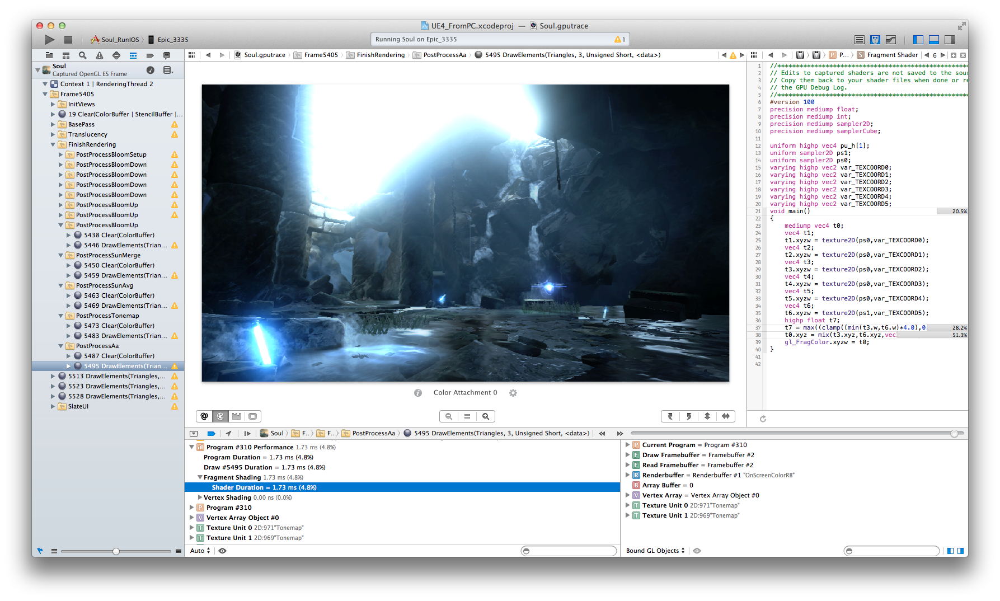 UE4_FromPC.xcodeproj — Soul.gputrace
Soul_RunIOS Epic_3335
Running Soul on Epic_3335 1
Soul
Captured OpenGL ES Frame
Context 1 | RenderingThread 2
Frame5405
InitViews
19 Clear(ColorBuffer | StencilBuffer |...
BasePass
Translucency
FinishRendering
PostProcessBloomSetup
PostProcessBloomDown
PostProcessBloomDown
PostProcessBloomDown
PostProcessBloomDown
PostProcessBloomUp
PostProcessBloomUp
PostProcessBloomUp
5438 Clear(ColorBuffer)
5446 DrawElements(Trian...
PostProcessSunMerge
5450 Clear(ColorBuffer)
5459 DrawElements(Trian...
PostProcessSunAvg
5463 Clear(ColorBuffer)
5469 DrawElements(Trian...
PostProcessTonemap
5473 Clear(ColorBuffer)
5483 DrawElements(Trian...
PostProcessAa
5487 Clear(ColorBuffer)
5495 DrawElements(Trian...
5513 DrawElements(Triangles,...
5523 DrawElements(Triangles,...
5528 DrawElements(Triangles,...
SlateUI
Soul.gputrace Frame5405 FinishRendering PostProcessAa 5495 DrawElements(Triangles, 3, Unsigned Short, <data>)
Color Attachment 0
P... Fragment Shader 6
1 //****************************************************
2 // Edits to captured shaders are not saved to the sour
3 // Copy them back to your shader files when done or re
4 // the GPU Debug Log.
5 //****************************************************
6 #version 100
7 precision mediump float;
8 precision mediump int;
9 precision mediump sampler2D;
10 precision mediump samplerCube;
11
12 uniform highp vec4 pu_h[1];
13 uniform sampler2D ps1;
14 uniform sampler2D ps0;
15 varying highp vec2 var_TEXCOORD0;
16 varying highp vec2 var_TEXCOORD1;
17 varying highp vec2 var_TEXCOORD2;
18 varying highp vec2 var_TEXCOORD3;
19 varying highp vec2 var_TEXCOORD4;
20 varying highp vec2 var_TEXCOORD5;
21 void main() 20.5%
22 {
23 mediump vec4 t0;
24 vec4 t1;
25 t1.xyzw = texture2D(ps0,var_TEXCOORD0);
26 vec4 t2;
27 t2.xyzw = texture2D(ps0,var_TEXCOORD1);
28 vec4 t3;
29 t3.xyzw = texture2D(ps0,var_TEXCOORD2);
30 vec4 t4;
31 t4.xyzw = texture2D(ps0,var_TEXCOORD3);
32 vec4 t5;
33 t5.xyzw = texture2D(ps0,var_TEXCOORD4);
34 vec4 t6;
35 t6.xyzw = texture2D(ps1,var_TEXCOORD5);
36 highp float t7;
37 t7 = max((clamp((min(t3.w,t6.w)*4.0),0. 28.2%
38 t0.xyz = mix(t3.xyz,t6.xyz,vec 51.3%
39 gl_FragColor.xyzw = t0;
40 }
41
42
Soul F.. F.. PostProcessAa 5495 DrawElements(Triangles, 3, Unsigned Short, <data>)
Program #310 Performance 1.73 ms (4.8%)
Program Duration = 1.73 ms (4.8%)
Draw #5495 Duration = 1.73 ms (4.8%)
Fragment Shading 1.73 ms (4.8%)
Shader Duration = 1.73 ms (4.8%)
Vertex Shading 0.00 ns (0.0%)
P Program #310
V Vertex Array Object #0
T Texture Unit 0 2D:971"Tonemap"
T Texture Unit 1 2D:969"Tonemap"
Auto
P Current Program = Program #310
F Draw Framebuffer = Framebuffer #2
F Read Framebuffer = Framebuffer #2
R Renderbuffer = Renderbuffer #1 "OnScreenColorRB"
B Array Buffer = 0
V Vertex Array = Vertex Array Object #0
T Texture Unit 0 2D:971"Tonemap"
T Texture Unit 1 2D:969"Tonemap"
Bound GL Objects